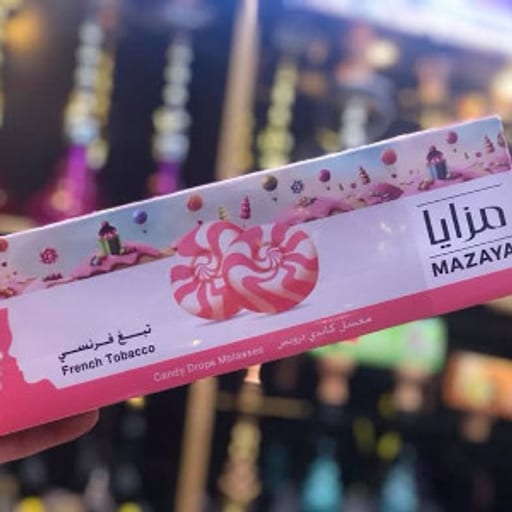 مزايا
MAZAYA
تبغ فرنسي
French Tobacco
Candy Drops Molasses
معسل كاندي دروبس